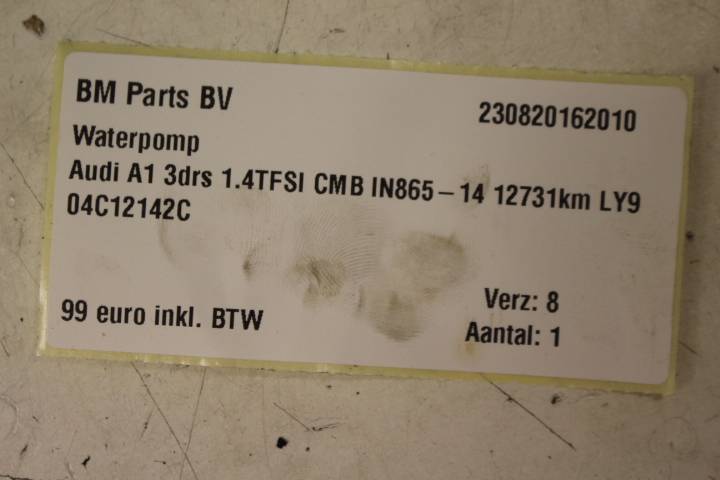 BM Parts BV
230820162010
Waterpomp
Audi A1 3drs 1.4TFSI CMB IN865-14 12731km LY9
04C12142C
99 euro inkl. BTW
Verz: 8
Aantal: 1